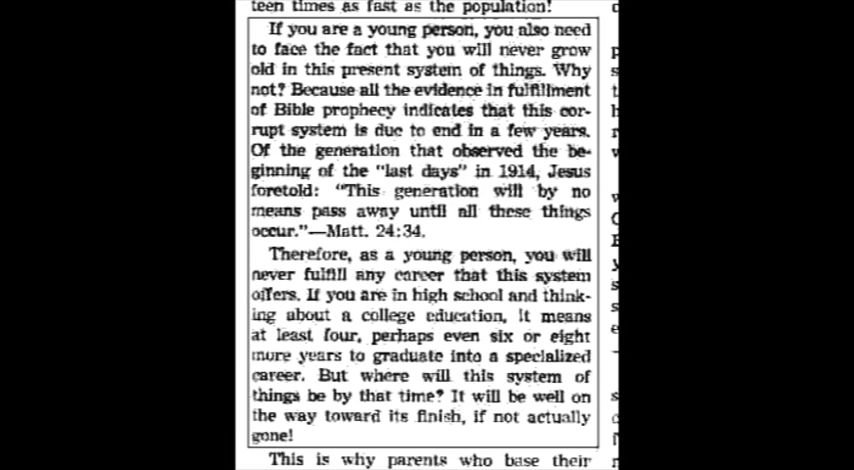 teen times as fast as the population!
If you are a young person, you also need
to face the fact that you will never grow
old in this present system of things. Why
not? Because all the evidence in fulfillment
of Bible prophecy indicates that this cor-
rupt system is due to end in a few years.
Of the generation that observed the be-
ginning of the "last days" in 1914, Jesus
foretold: "This generation will by no
means pass away until all these things
occur."—Matt. 24:34.
Therefore, as a young person, you will
never fulfill any career that this system
offers. If you are in high school and think-
ing about a college education, it means
at least four, perhaps even six or eight
more years to graduate into a specialized
career. But where will this system of
things be by that time? It will be well on
the way toward its finish, if not actually
gone!
This is why parents who base their